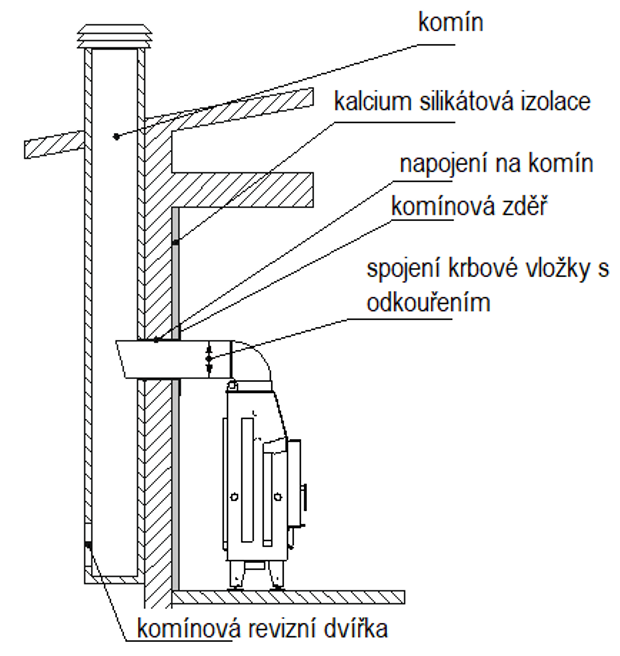 komín
kalcium silikátová izolace
napojení na komín
komínová zděř
spojení krbové vložky s
odkouřením
komínová revizní dvířka